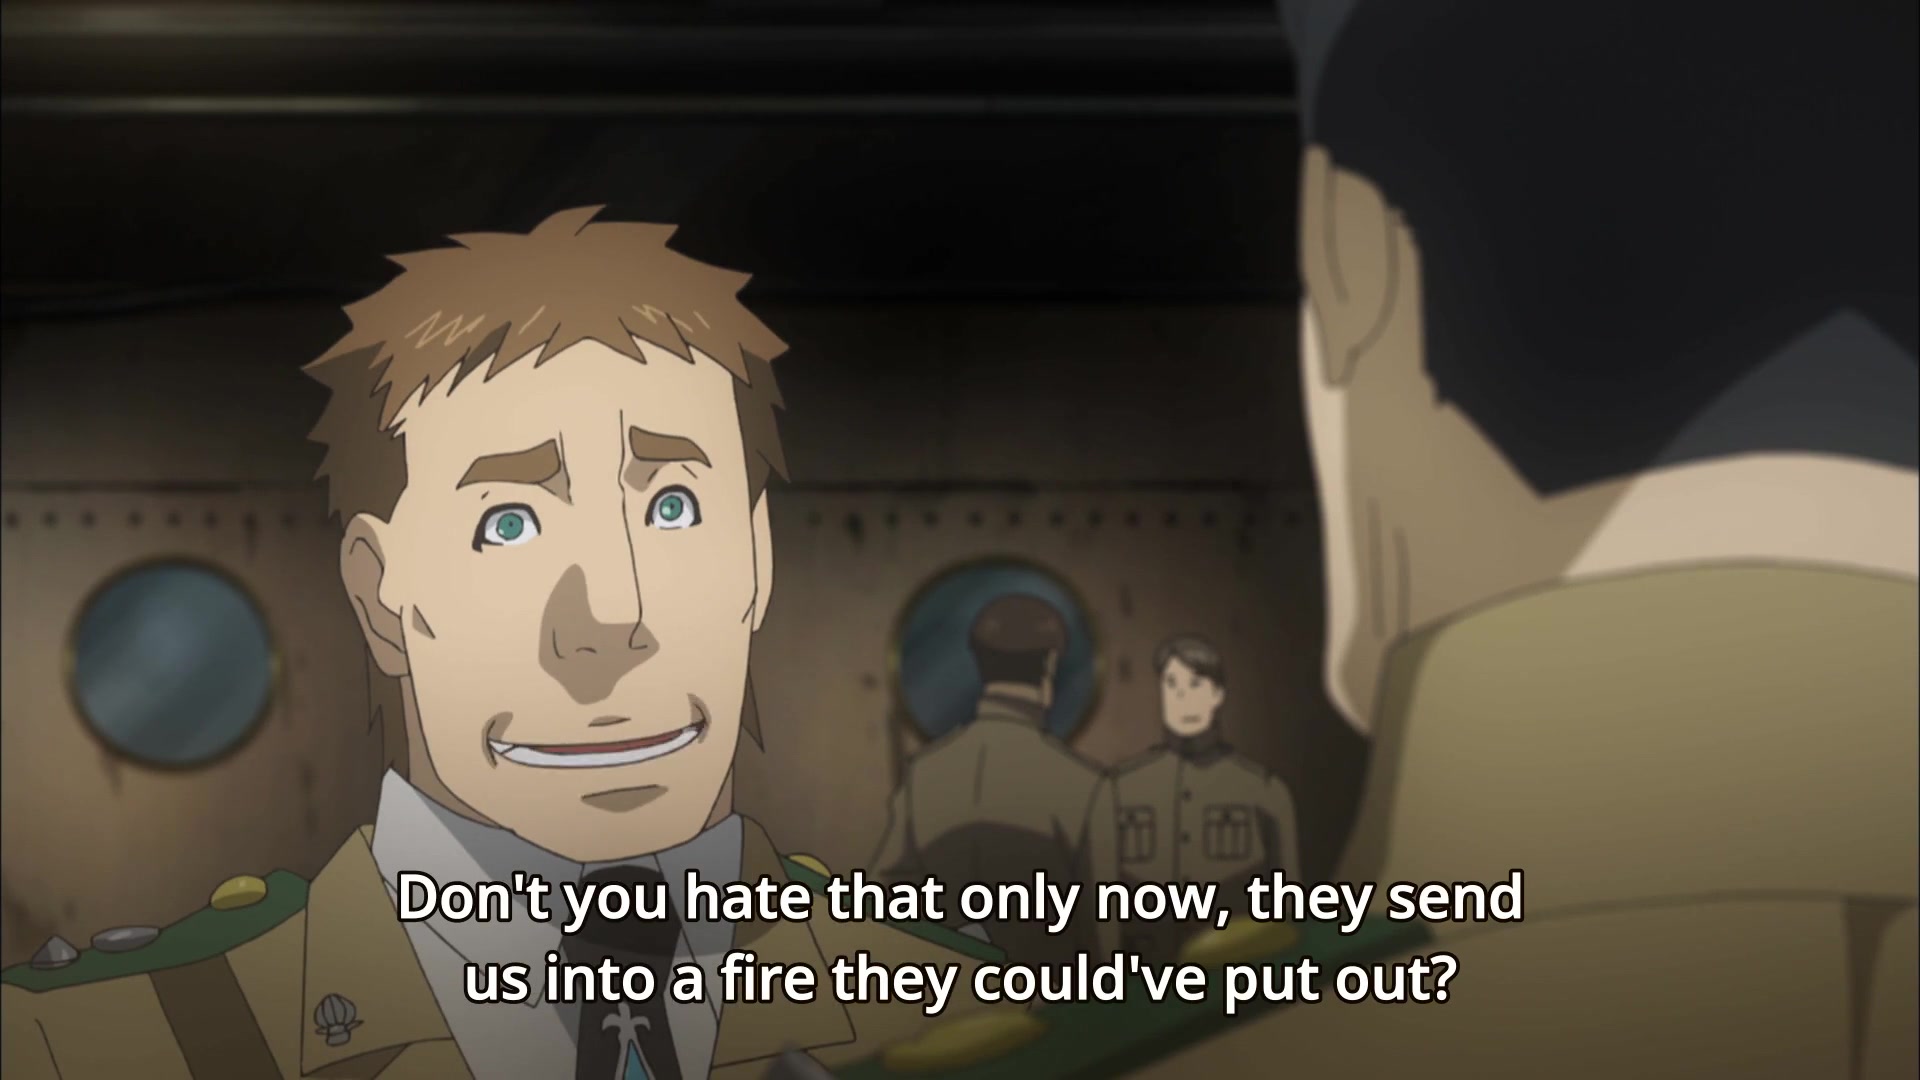 Don't you hate that only now, they send
us into a fire they could've put out?